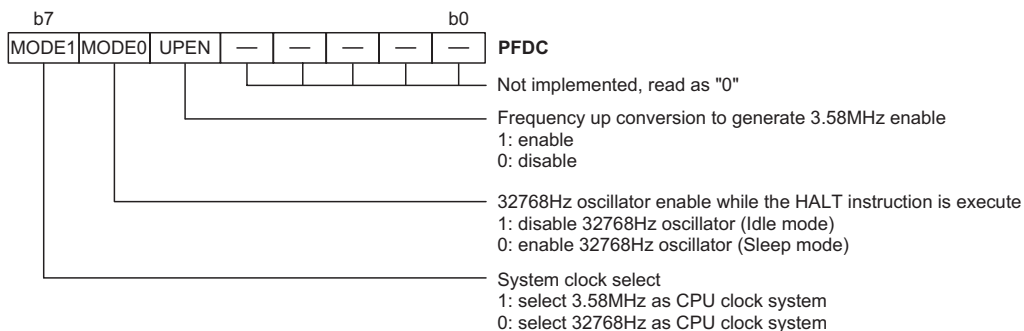 b7 b0
MODE1 MODE0 UPEN — — — — — PFDC
Not implemented, read as "0"
Frequency up conversion to generate 3.58MHz enable
1: enable
0: disable
32768Hz oscillator enable while the HALT instruction is execute
1: disable 32768Hz oscillator (Idle mode)
0: enable 32768Hz oscillator (Sleep mode)
System clock select
1: select 3.58MHz as CPU clock system
0: select 32768Hz as CPU clock system